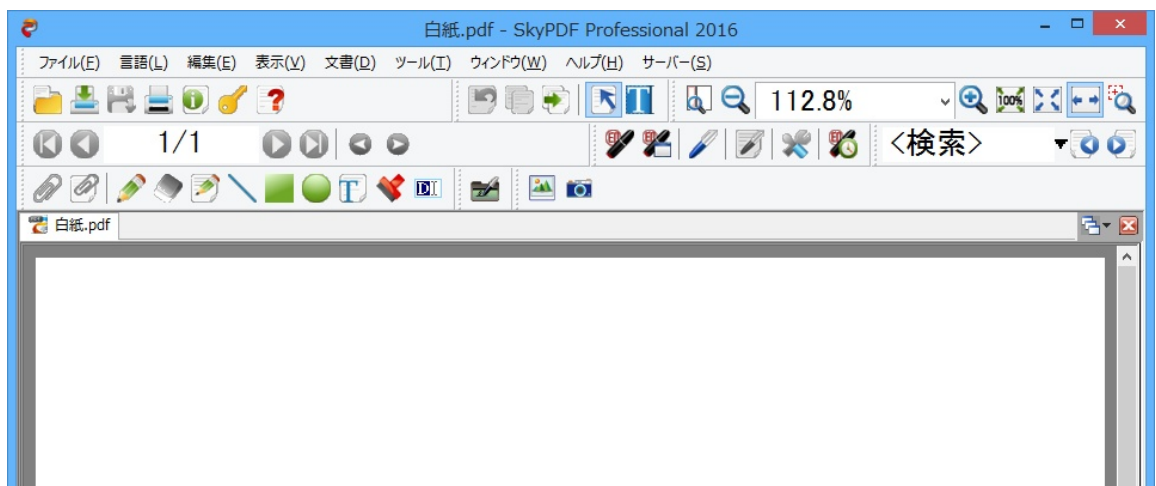 白紙.pdf - SkyPDF Professional 2016
ファイル(F) 言語(L) 編集(E) 表示(V) 文書(D) ツール(T) ウィンドウ(W) ヘルプ(H) サーバー(S)
112.8% 100%
1/1 <検索>
T DI
白紙.pdf